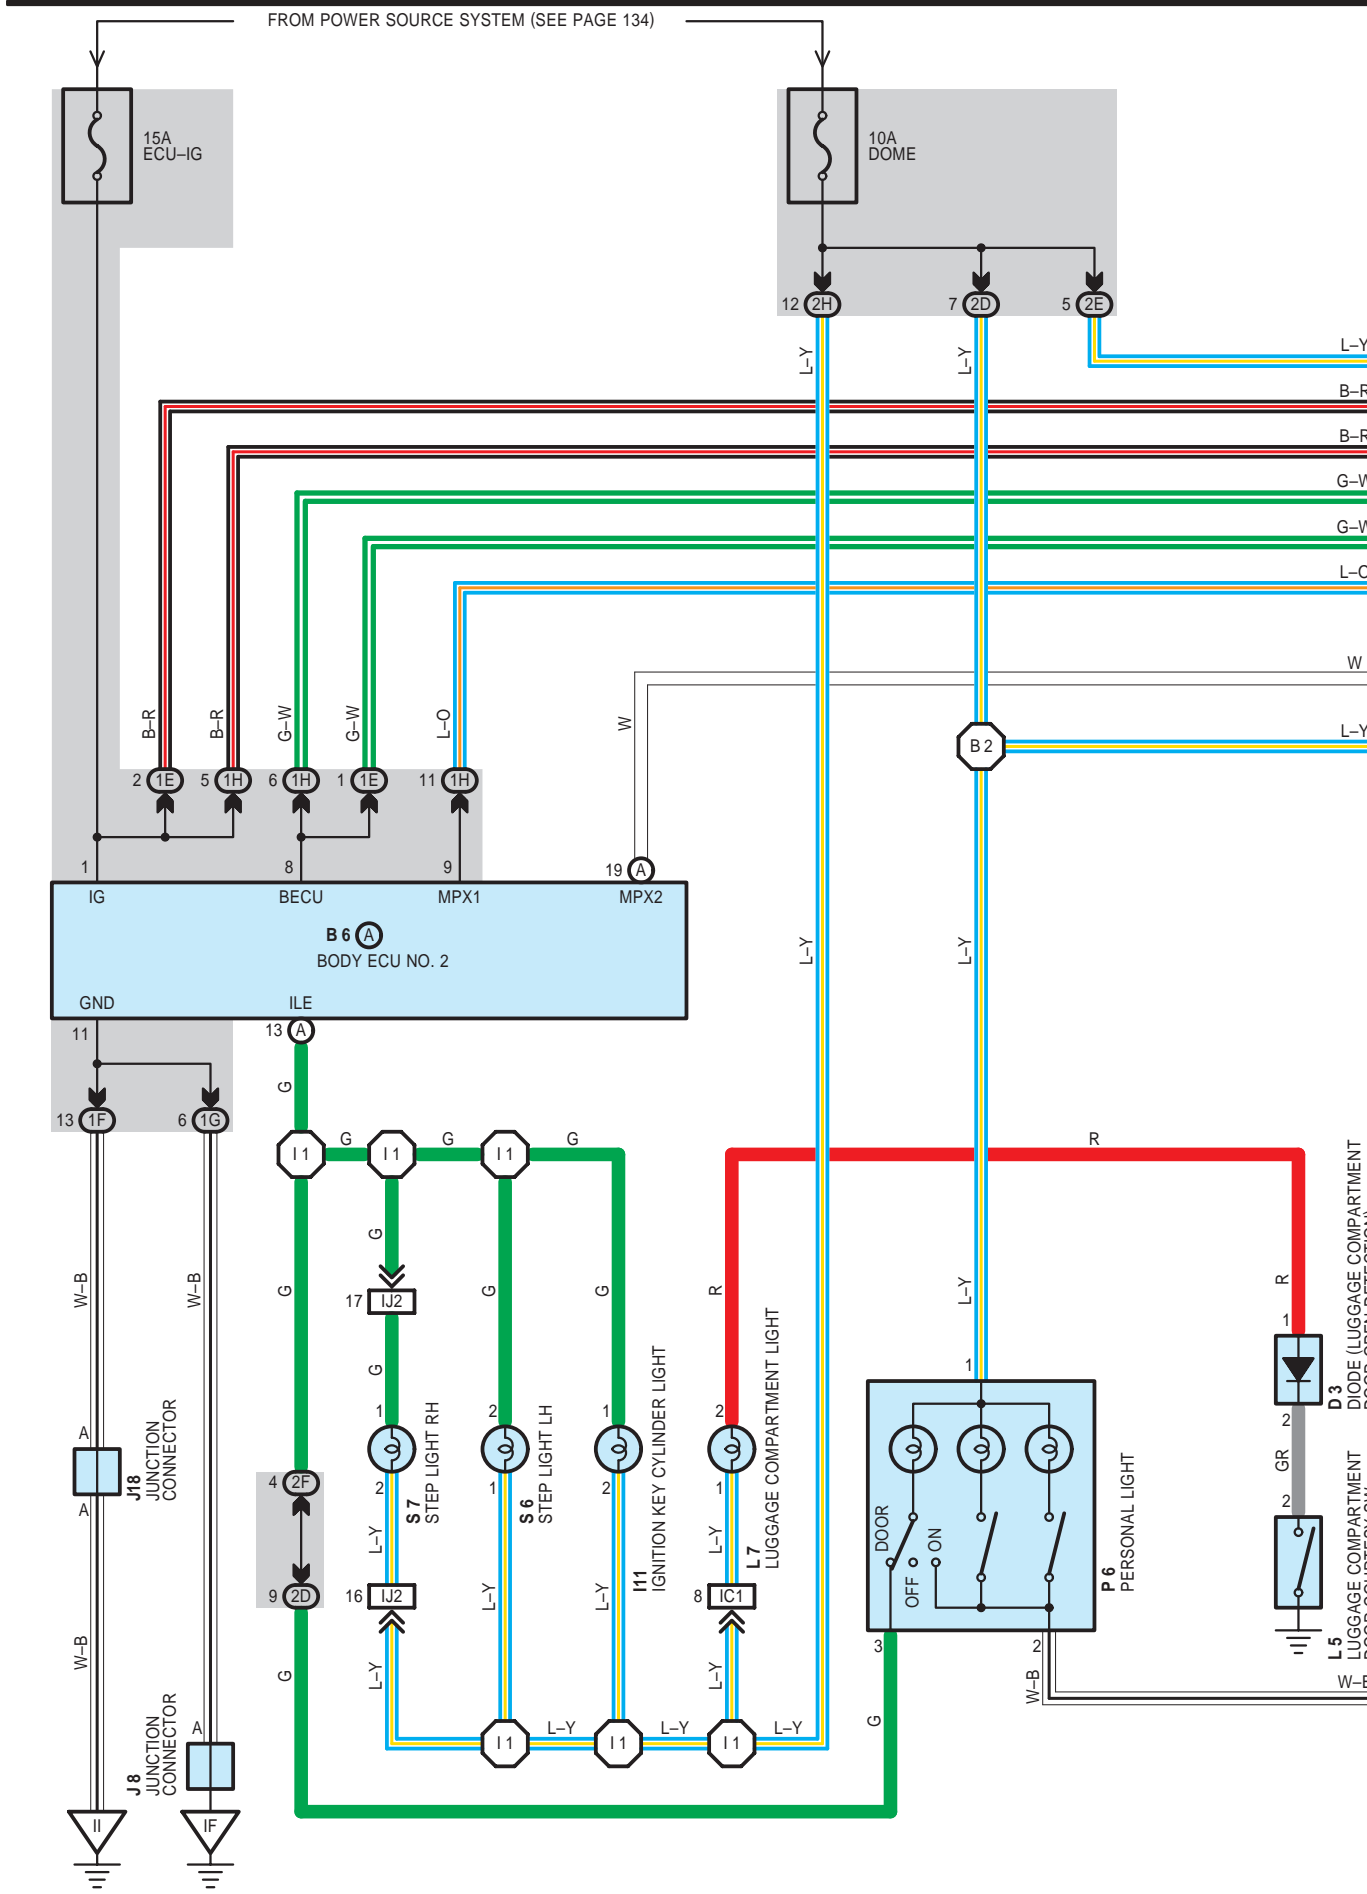 FROM POWER SOURCE SYSTEM (SEE PAGE 134)
15A
ECU–IG
10A
DOME
12 2H
7 2D
5 2E
L–Y
L–Y
L–Y
B–R
B–R
G–W
G–W
L–O
W
L–Y
B–R
B–R
G–W
G–W
L–O
W
B 2
2 1E
5 1H
6 1H
1 1E
11 1H
1
8
9
19 A
IG
BECU
MPX1
MPX2
B 6 A
BODY ECU NO. 2
L–Y
L–Y
GND
ILE
11
13 A
G
13 1F
6 1G
I 1
G
I 1
G
I 1
G
R
W–B
W–B
G
G
G
G
R
L–Y
R
17 IJ2
G
1
2
1
2
1
1
A
J18
JUNCTION
CONNECTOR
A
4 2F
9 2D
2
S 7
STEP LIGHT RH
1
S 6
STEP LIGHT LH
2
I11
IGNITION KEY CYLINDER LIGHT
1
L 7
LUGGAGE COMPARTMENT LIGHT
L–Y
L–Y
L–Y
L–Y
16 IJ2
8 IC1
DOOR
OFF
ON
P 6
PERSONAL LIGHT
D 3
DIODE (LUGGAGE COMPARTMENT
2
GR
2
L 5
LUGGAGE COMPARTMENT
3
2
W–B
W–B
W–B
G
L–Y
L–Y
G
I 1
L–Y
I 1
L–Y
I 1
L–Y
A
J 8
JUNCTION
CONNECTOR
II
IF